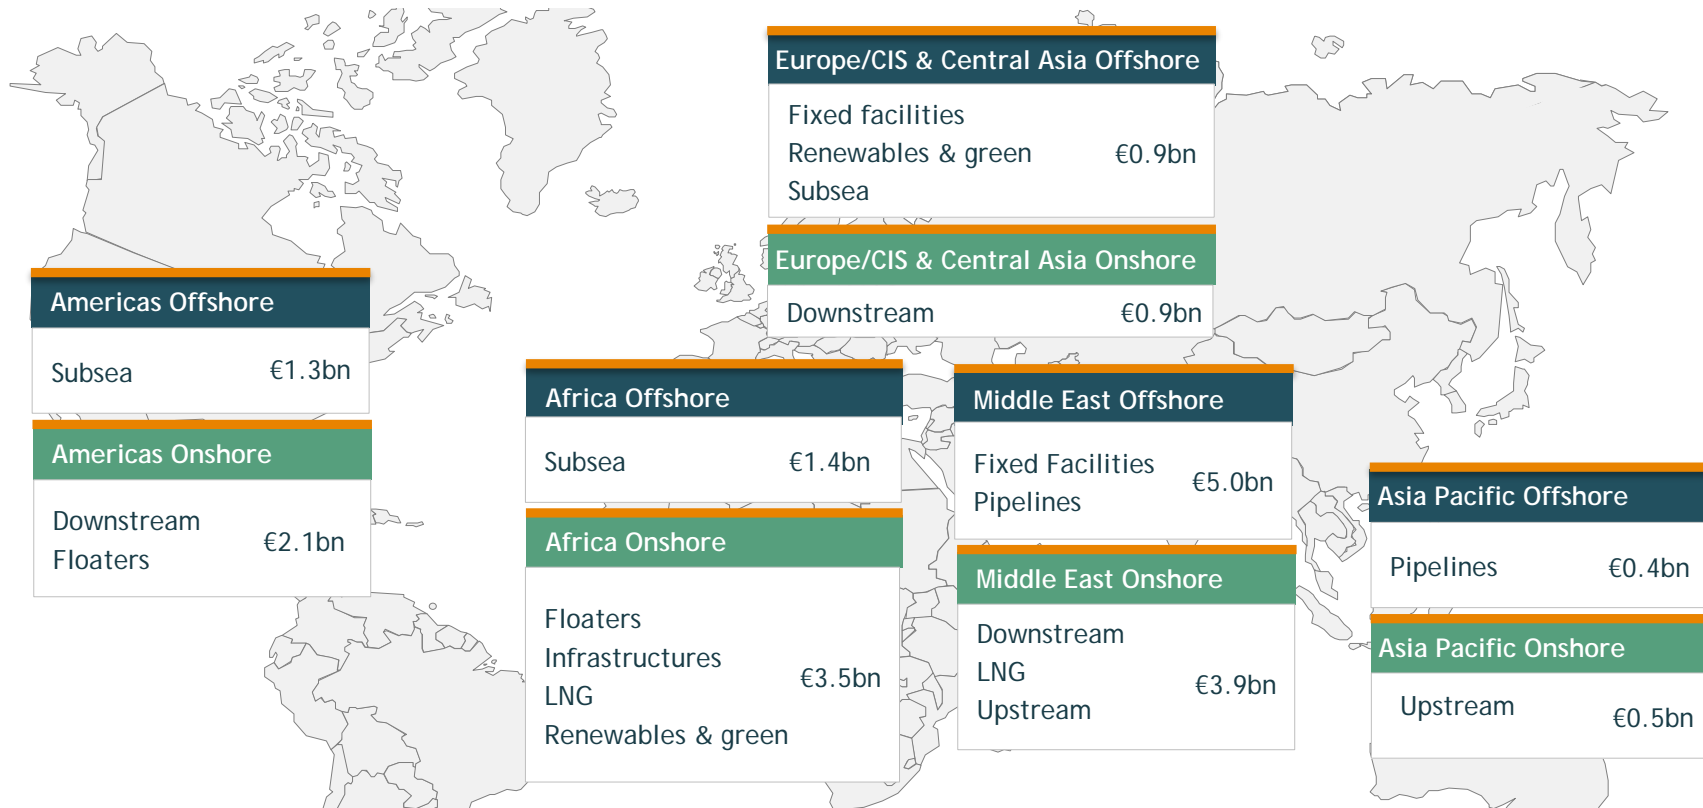 Europe/CIS & Central Asia Offshore
Fixed facilities
Renewables & green
Subsea
€0.9bn
Europe/CIS & Central Asia Onshore
Downstream
€0.9bn
Americas Offshore
Subsea
€1.3bn
Americas Onshore
Downstream
Floaters
€2.1bn
Africa Offshore
Subsea
€1.4bn
Africa Onshore
Floaters
Infrastructures
LNG
Renewables & green
€3.5bn
Middle East Offshore
Fixed Facilities
Pipelines
€5.0bn
Middle East Onshore
Downstream
LNG
Upstream
€3.9bn
Asia Pacific Offshore
Pipelines
€0.4bn
Asia Pacific Onshore
Upstream
€0.5bn